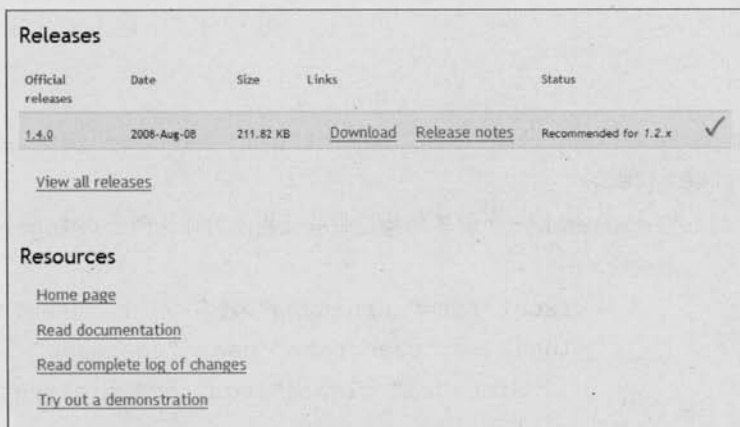 Releases
Official releases Date Size Links Status
1.4.0 2008-Aug-08 211.82 KB Download Release notes Recommended for 1.2.x
View all releases
Resources
Home page
Read documentation
Read complete log of changes
Try out a demonstration